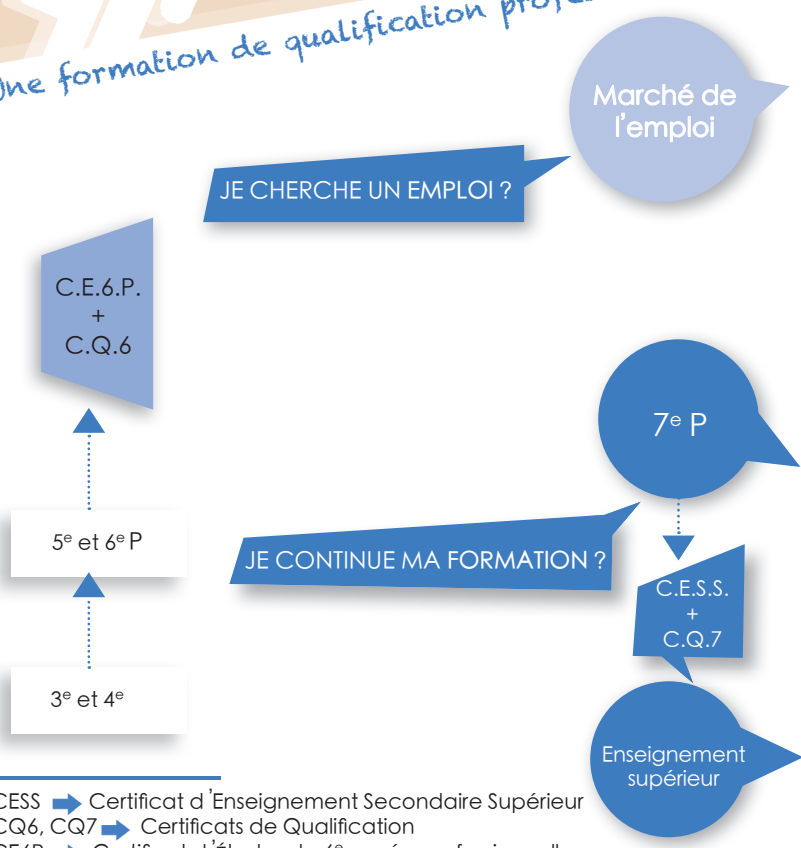 Une formation de qualification
Marché de
l'emploi
JE CHERCHE UN EMPLOI ?
C.E.6.P.
+
C.Q.6
7e P
5e et 6e P
JE CONTINUE MA FORMATION ?
C.E.S.S.
+
C.Q.7
3e et 4e
Enseignement
supérieur
CESS Certificat d'Enseignement Secondaire Supérieur
CQ6, CQ7 Certificats de Qualification